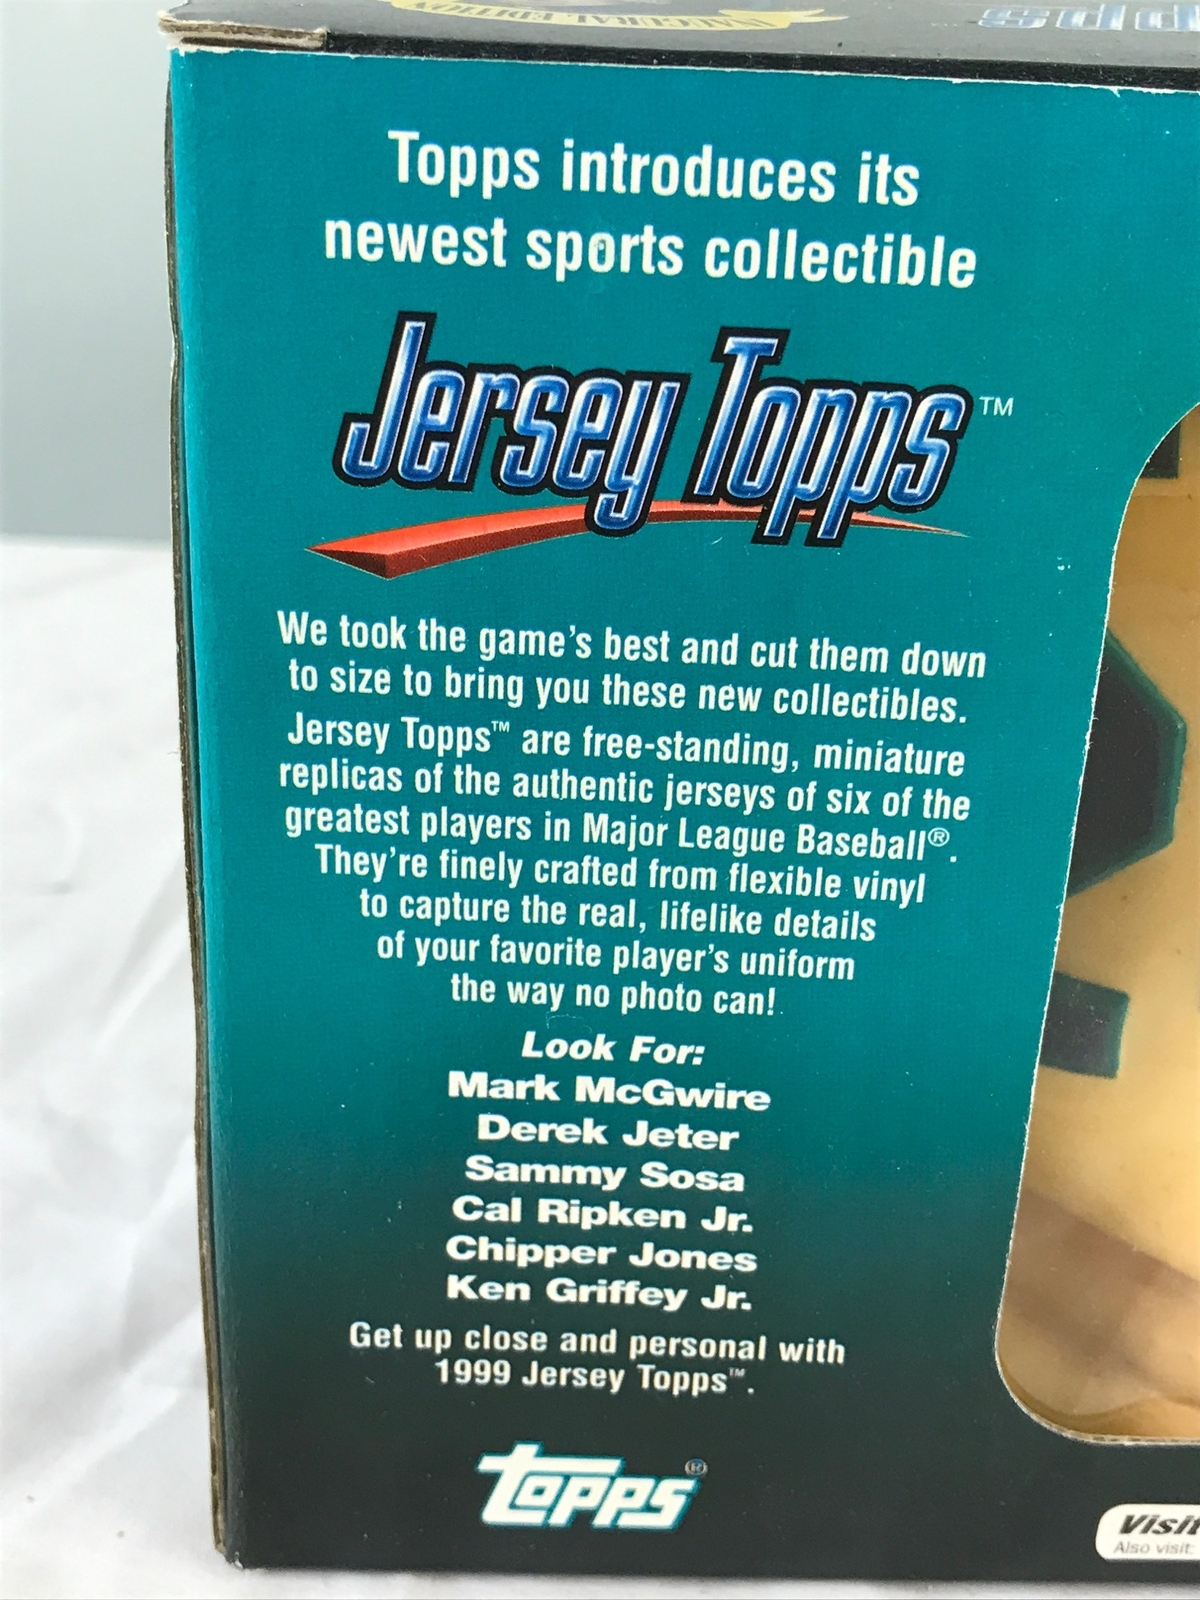 INAUGURAL EDITION
Topps introduces its
newest sports collectible
Jersey Topps™
We took the game's best and cut them down
to size to bring you these new collectibles.
Jersey Topps™ are free-standing, miniature
replicas of the authentic jerseys of six of the
greatest players in Major League Baseball®.
They're finely crafted from flexible vinyl
to capture the real, lifelike details
of your favorite player's uniform
the way no photo can!
Look For:
Mark McGwire
Derek Jeter
Sammy Sosa
Cal Ripken Jr.
Chipper Jones
Ken Griffey Jr.
Get up close and personal with
1999 Jersey Topps™.
Topps®
Visit
Also visit: